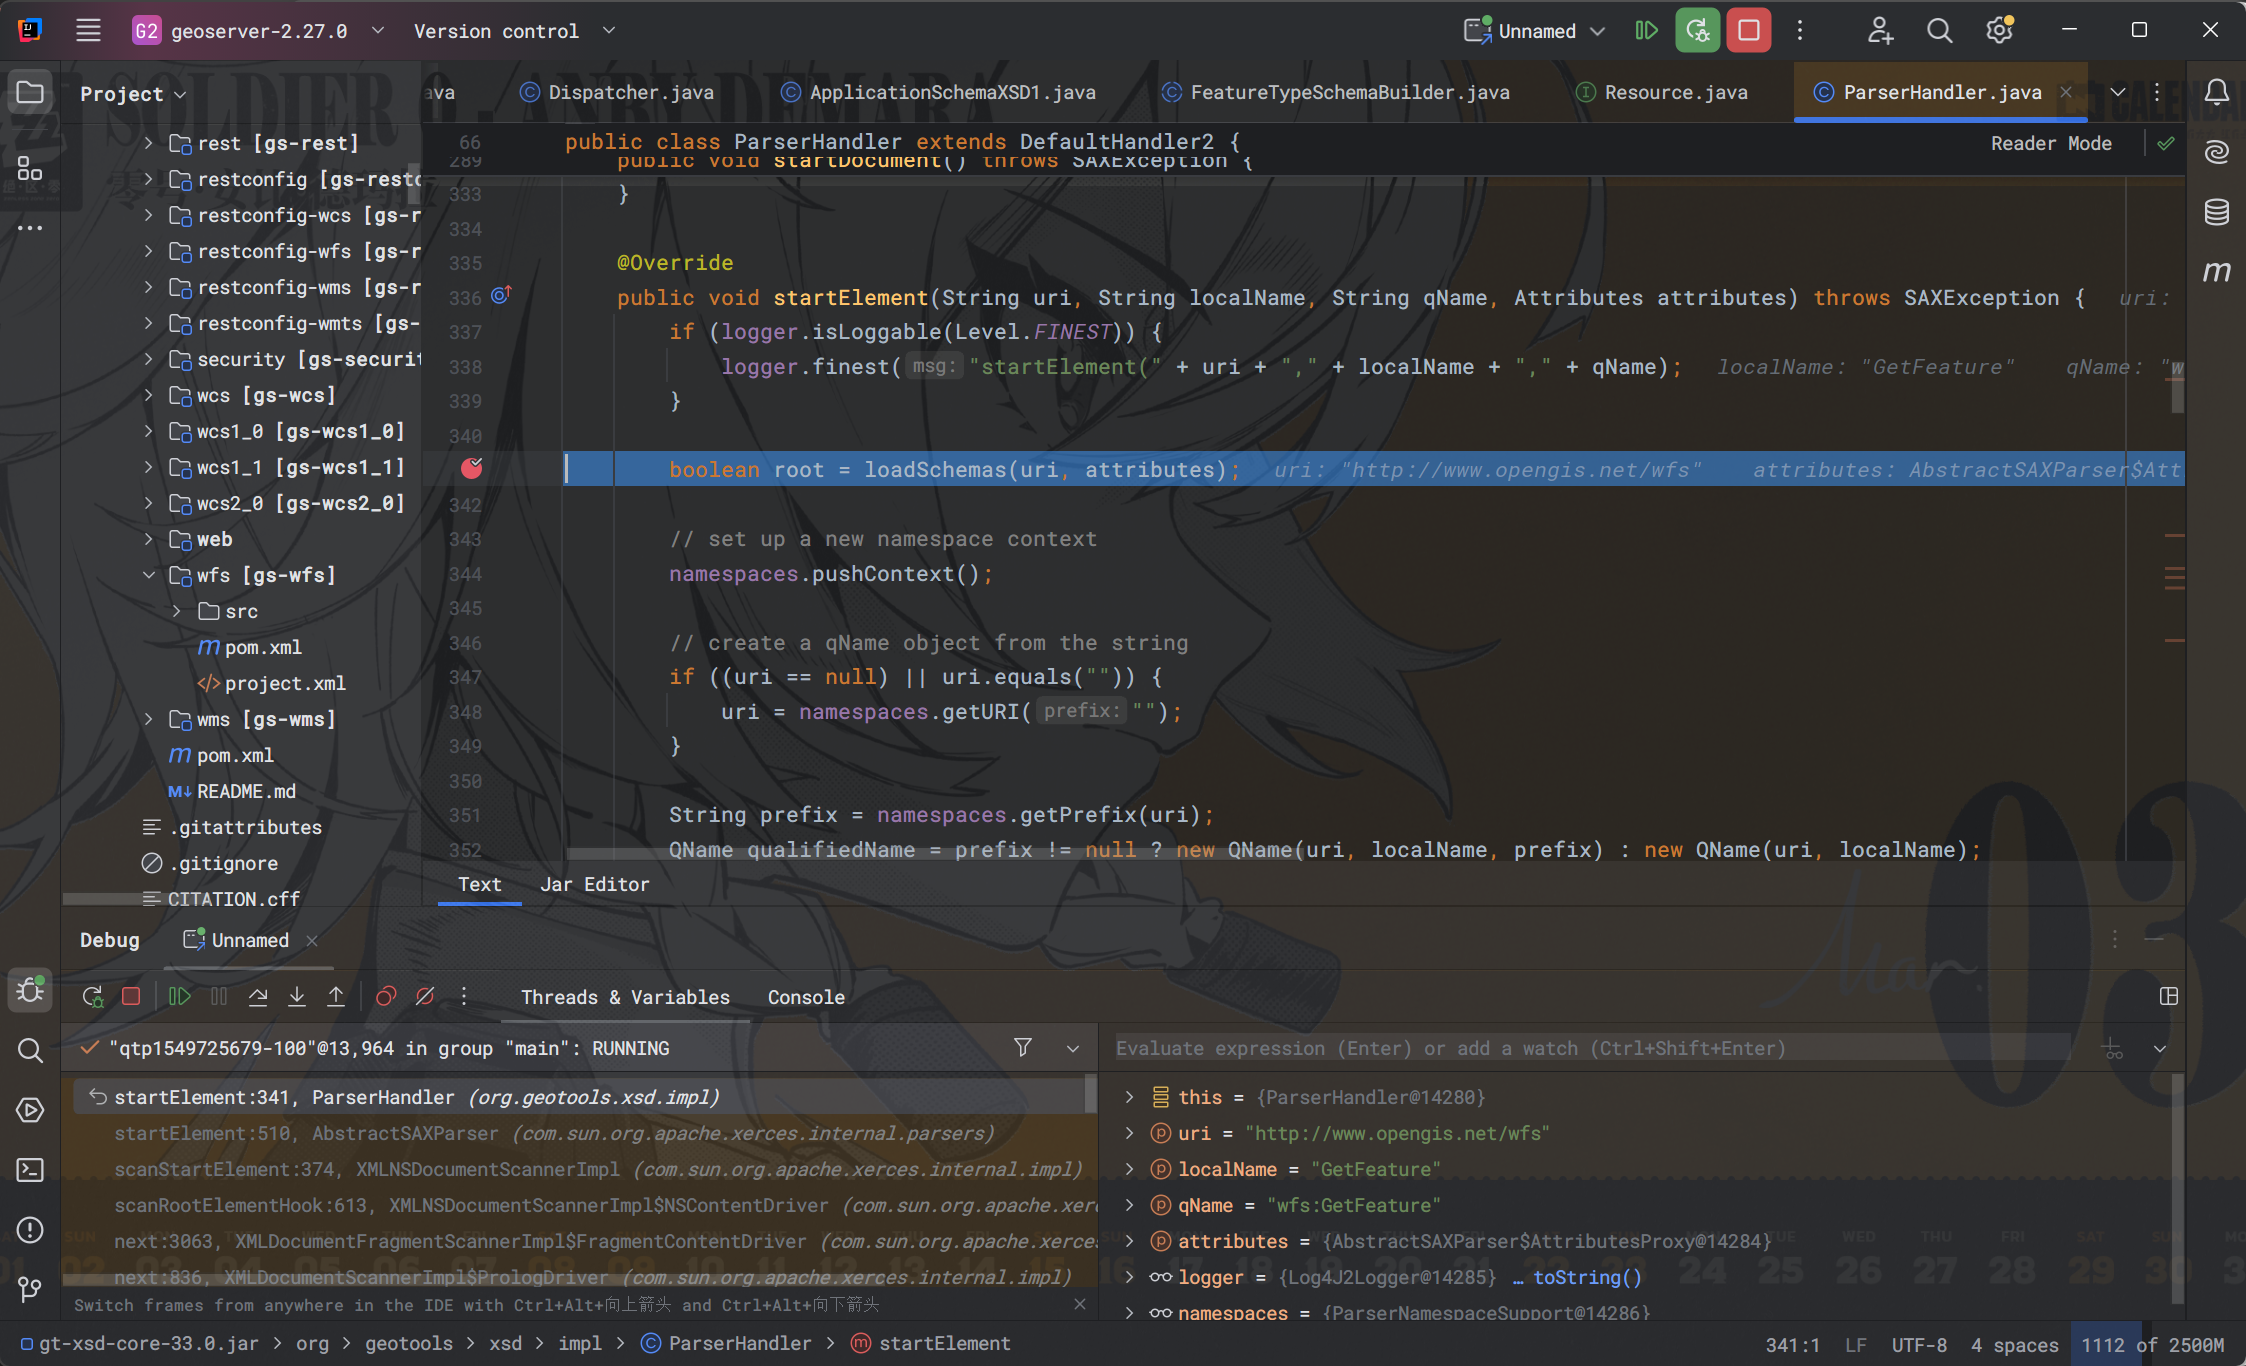 G2 geoserver-2.27.0 Version control Unnamed
Project
ava Dispatcher.java ApplicationSchemaXSD1.java FeatureTypeSchemaBuilder.java Resource.java ParserHandler.java
rest [gs-rest]
restconfig [gs-restc
restconfig-wcs [gs-r
restconfig-wfs [gs-r
restconfig-wms [gs-r
restconfig-wmts [gs-
security [gs-securit
wcs [gs-wcs]
wcs1_0 [gs-wcs1_0]
wcs1_1 [gs-wcs1_1]
wcs2_0 [gs-wcs2_0]
web
wfs [gs-wfs]
src
pom.xml
project.xml
wms [gs-wms]
pom.xml
README.md
.gitattributes
.gitignore
CITATION.cff
66 public class ParserHandler extends DefaultHandler2 {
Reader Mode
289 public void startDocument() throws SAXException {
333 }
334
335 @Override
336 public void startElement(String uri, String localName, String qName, Attributes attributes) throws SAXException { uri:
337 if (logger.isLoggable(Level.FINEST)) {
338 logger.finest( msg: "startElement(" + uri + "," + localName + "," + qName); localName: "GetFeature" qName: "w
339 }
340
boolean root = loadSchemas(uri, attributes); uri: "http://www.opengis.net/wfs" attributes: AbstractSAXParser$Att
342
343 // set up a new namespace context
344 namespaces.pushContext();
345
346 // create a qName object from the string
347 if ((uri == null) || uri.equals("")) {
348 uri = namespaces.getURI( prefix: "");
349 }
350
351 String prefix = namespaces.getPrefix(uri);
352 QName qualifiedName = prefix != null ? new QName(uri, localName, prefix) : new QName(uri, localName);
Text Jar Editor
Debug Unnamed
Threads & Variables Console
"qtp1549725679-100"@13,964 in group "main": RUNNING
startElement:341, ParserHandler (org.geotools.xsd.impl)
startElement:510, AbstractSAXParser (com.sun.org.apache.xerces.internal.parsers)
scanStartElement:374, XMLNSDocumentScannerImpl (com.sun.org.apache.xerces.internal.impl)
scanRootElementHook:613, XMLNSDocumentScannerImpl$NSContentDriver (com.sun.org.apache.xer
next:3063, XMLDocumentFragmentScannerImpl$FragmentContentDriver (com.sun.org.apache.xerces
next:836, XMLDocumentScannerImpl$PrologDriver (com.sun.org.apache.xerces.internal.impl)
Switch frames from anywhere in the IDE with Ctrl+Alt+向上箭头 and Ctrl+Alt+向下箭头
Evaluate expression (Enter) or add a watch (Ctrl+Shift+Enter)
this = {ParserHandler@14280}
uri = "http://www.opengis.net/wfs"
localName = "GetFeature"
qName = "wfs:GetFeature"
attributes = {AbstractSAXParser$AttributesProxy@14284}
logger = {Log4J2Logger@14285} … toString()
namespaces = {ParserNamespaceSupport@14286}
gt-xsd-core-33.0.jar org geotools xsd impl ParserHandler startElement
341:1 LF UTF-8 4 spaces 1112 of 2500M
SOLDIER 0 · ANBY DEMARA
CALENDA
Mar.
03